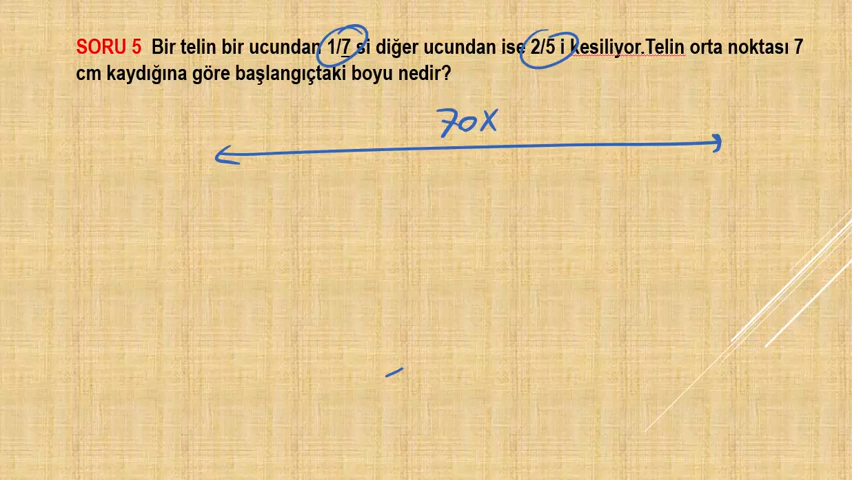 SORU 5 Bir telin bir ucundan 1/7 si diğer ucundan ise 2/5 i kesiliyor.Telin orta noktası 7
cm kaydığına göre başlangıçtaki boyu nedir?
70X